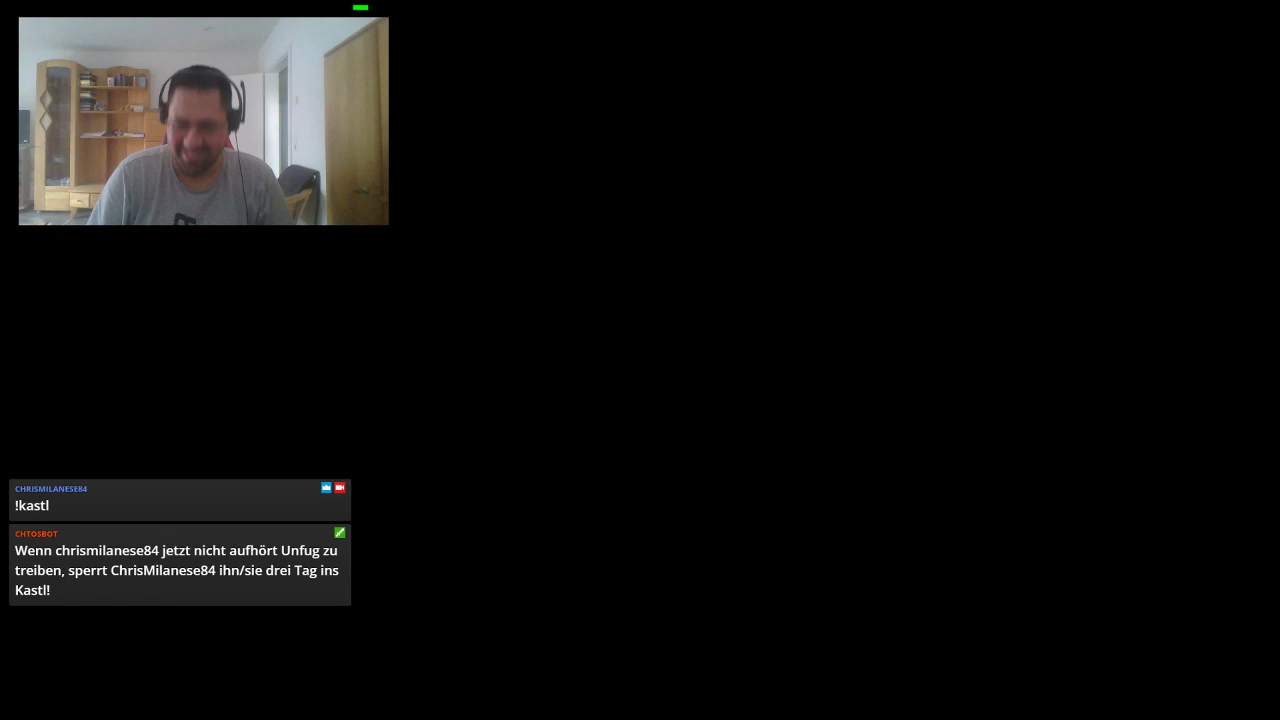 CHRISMILANESE84
!kastl
CHTOSBOT
Wenn chrismilanese84 jetzt nicht aufhört Unfug zu
treiben, sperrt ChrisMilanese84 ihn/sie drei Tag ins
Kastl!